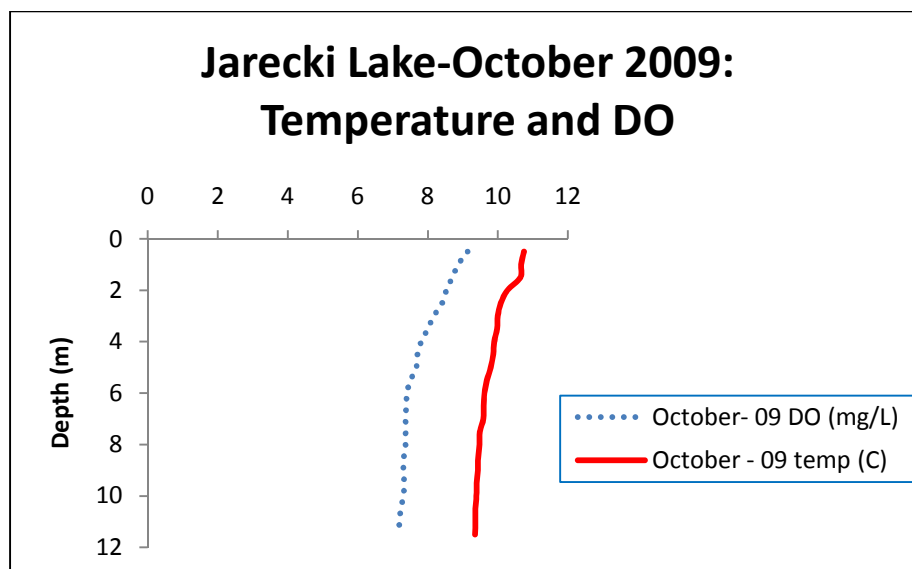 Jarecki Lake-October 2009:
Temperature and DO
0 2 4 6 8 10 12
0
2
4
6
8
10
12
Depth (m)
October- 09 DO (mg/L)
October - 09 temp (C)